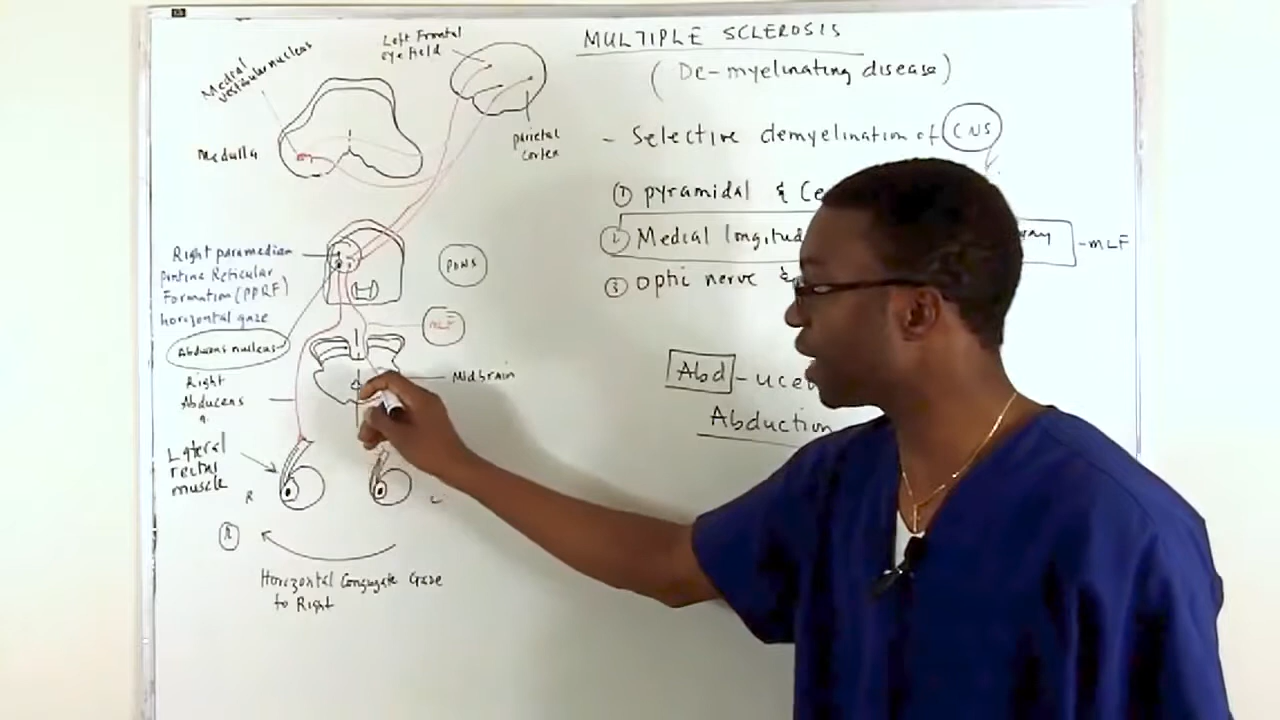 MULTIPLE SCLEROSIS
(De-myelinating disease)
- Selective demyelination of CNS
① pyramidal & Ce
② Medial longitud
way - MLF
③ Optic nerve &
Abd-uce
Abduction
Left Frontal
eye field
Medial
vestibular nucleus
parietal
cortex
Medulla
Right paramedian
pontine Reticular
Formation (PPRF)
horizontal gaze
PONS
MLF
Abducens nucleus
Midbrain
Right
Abducens
n.
Lateral
rectus
muscle
R
L
R
Horizontal Conjugate Gaze
to Right